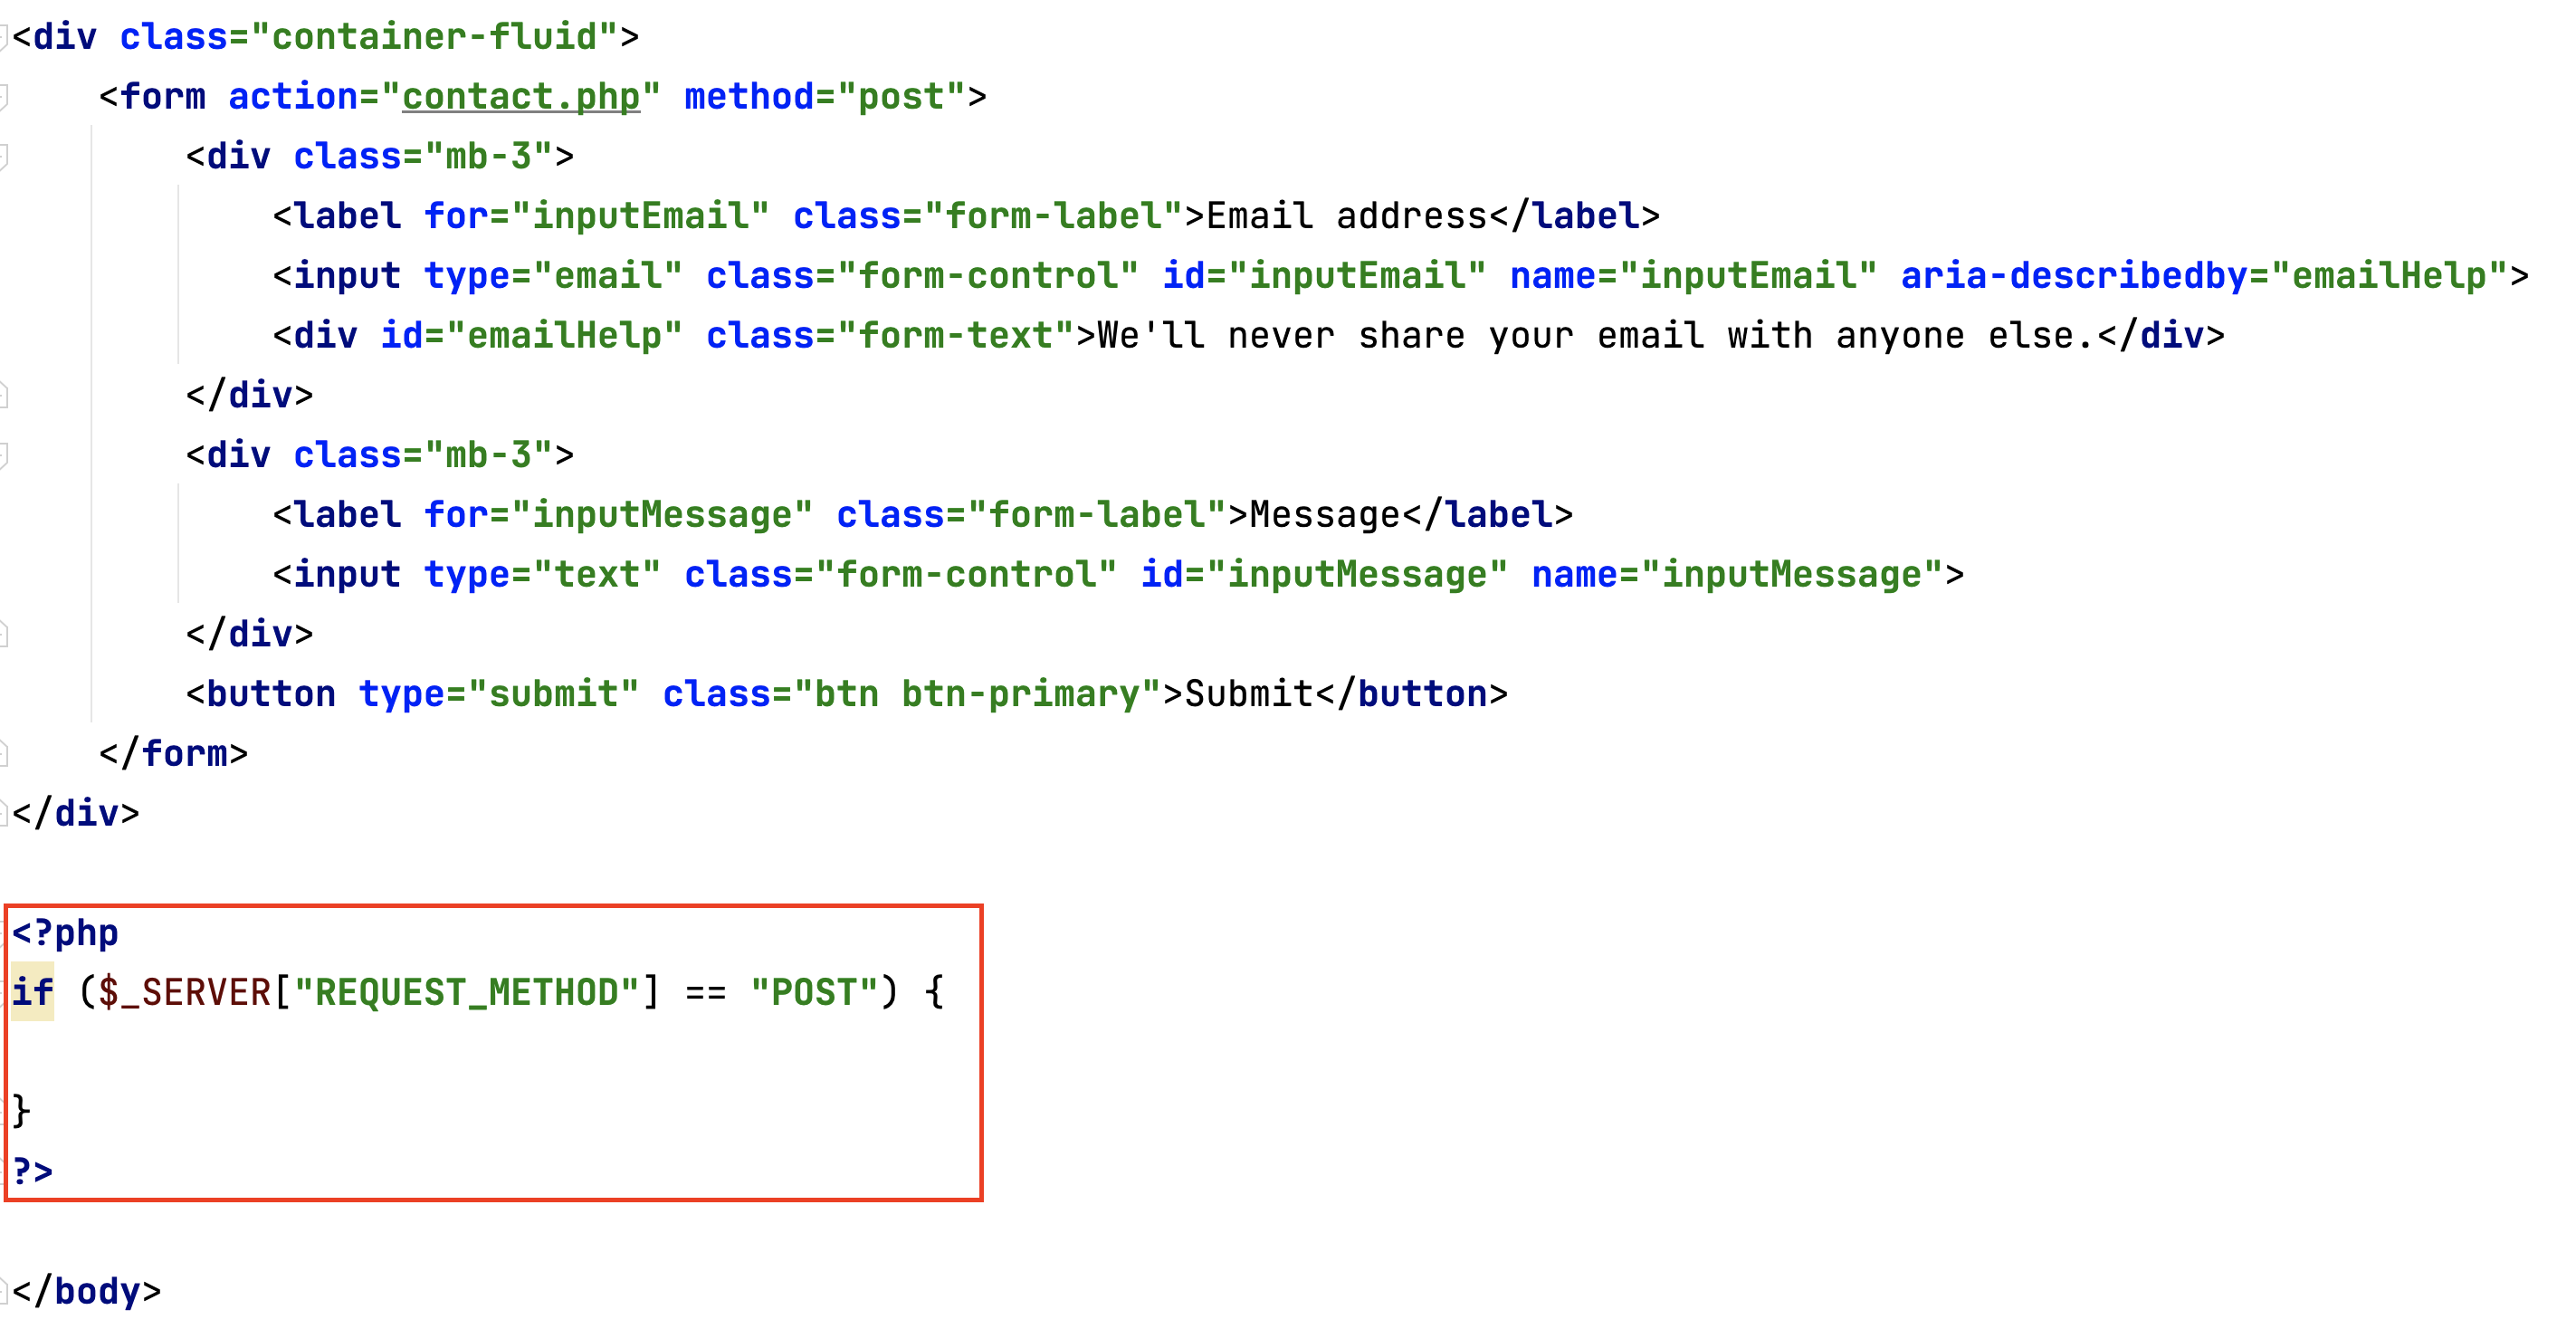 <div class="container-fluid">
<form action="contact.php" method="post">
<div class="mb-3">
<label for="inputEmail" class="form-label">Email address</label>
<input type="email" class="form-control" id="inputEmail" name="inputEmail" aria-describedby="emailHelp">
<div id="emailHelp" class="form-text">We'll never share your email with anyone else.</div>
</div>
<div class="mb-3">
<label for="inputMessage" class="form-label">Message</label>
<input type="text" class="form-control" id="inputMessage" name="inputMessage">
</div>
<button type="submit" class="btn btn-primary">Submit</button>
</form>
</div>
<?php
if ($_SERVER["REQUEST_METHOD"] == "POST") {
}
?>
</body>